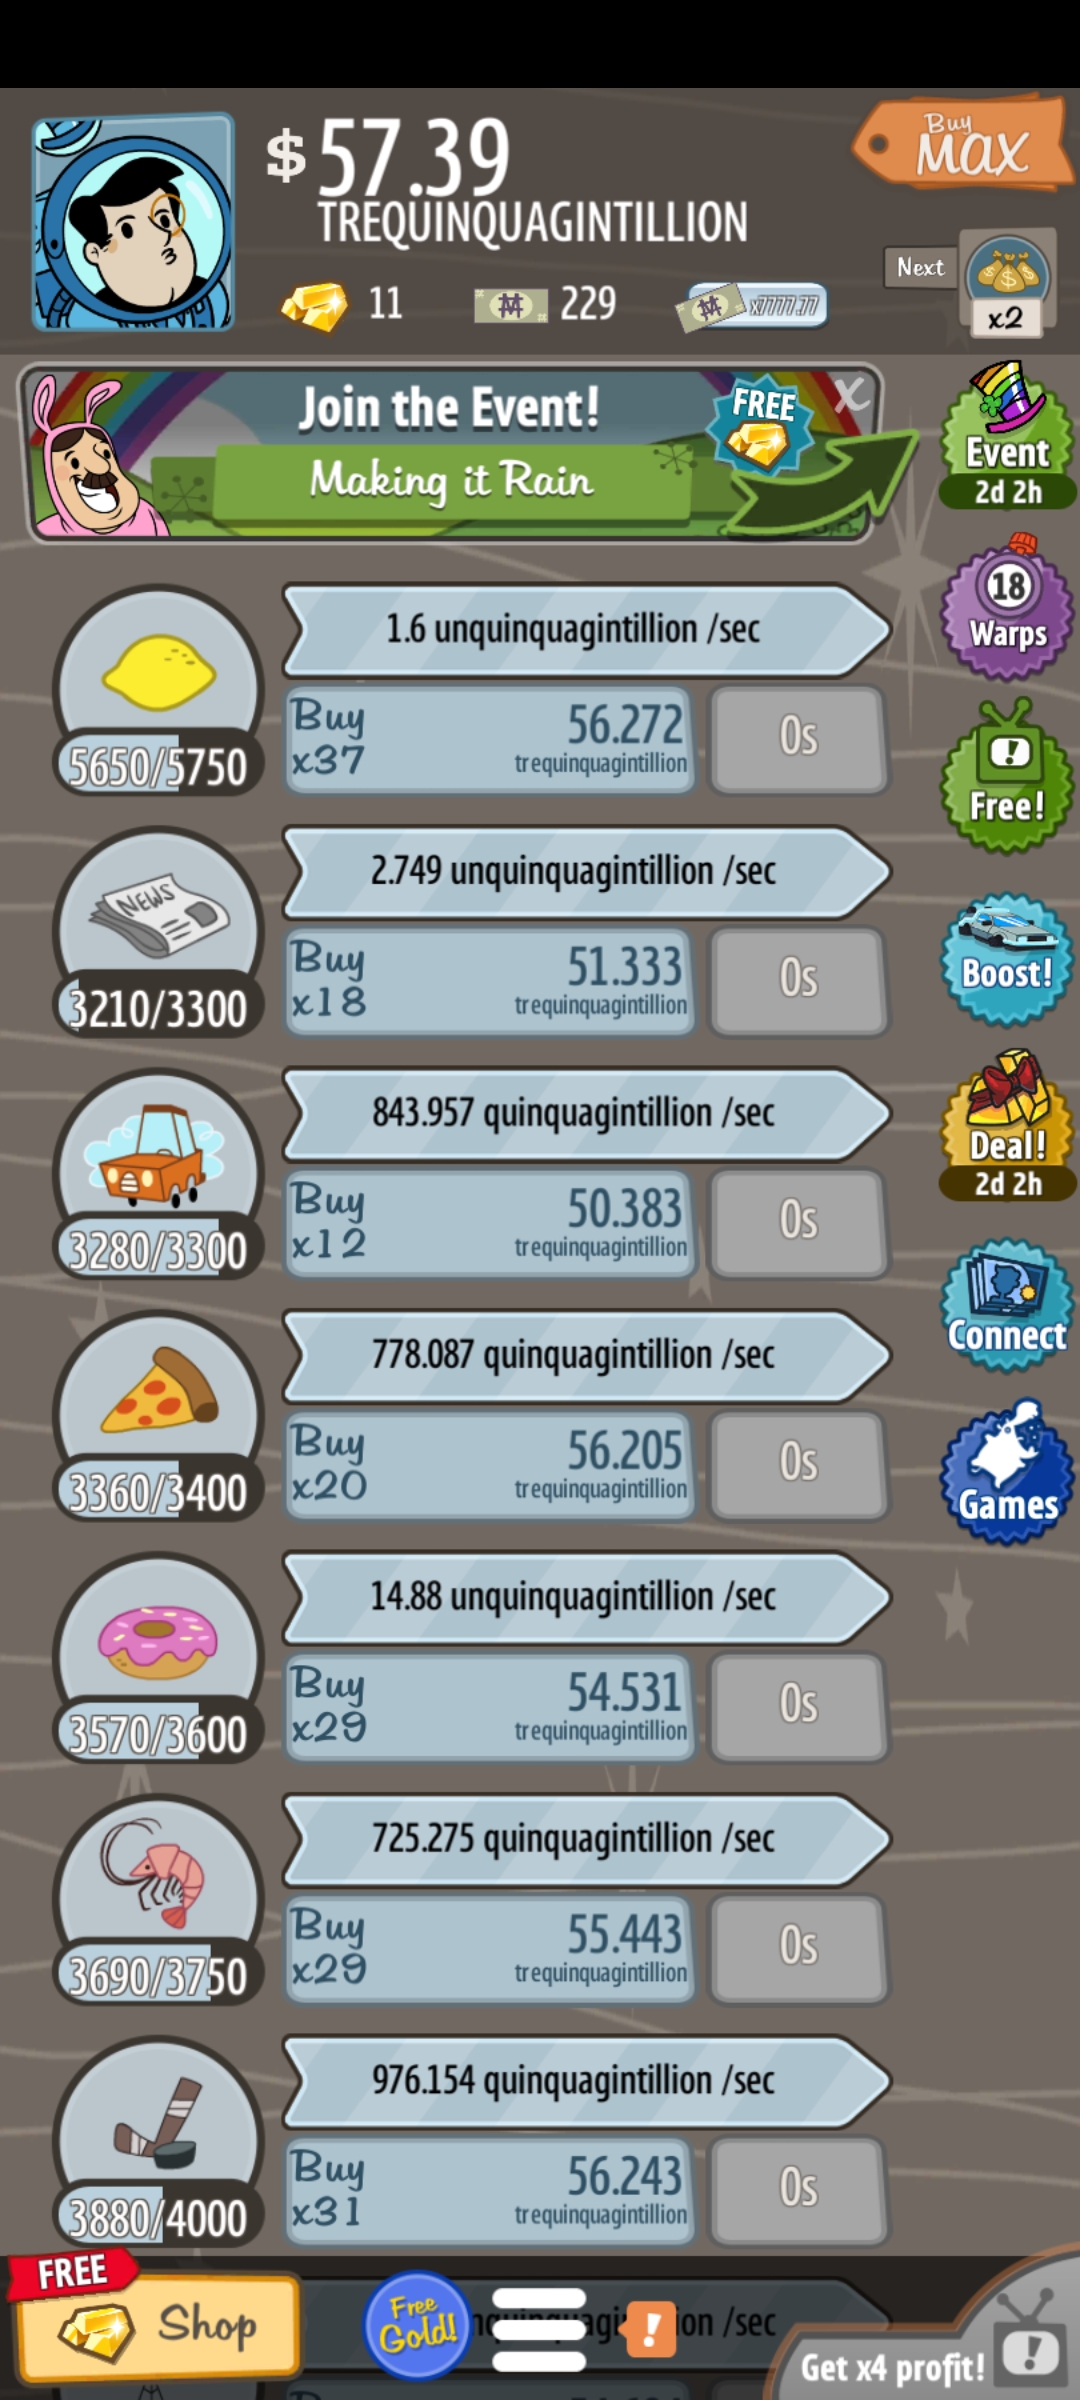 $ 57.39
TREQUINQUAGINTILLION
Buy
Max
11
229
x7777.77
Next
x2
Join the Event!
Making it Rain
FREE
X
Event
2d 2h
1.6 unquinquagintillion /sec
5650/5750
Buy
x37
56.272
trequinquagintillion
0s
18
Warps
Free!
2.749 unquinquagintillion /sec
NEWS
3210/3300
Buy
x18
51.333
trequinquagintillion
0s
Boost!
843.957 quinquagintillion /sec
3280/3300
Buy
x12
50.383
trequinquagintillion
0s
Deal!
2d 2h
778.087 quinquagintillion /sec
3360/3400
Buy
x20
56.205
trequinquagintillion
0s
Connect
Games
14.88 unquinquagintillion /sec
3570/3600
Buy
x29
54.531
trequinquagintillion
0s
725.275 quinquagintillion /sec
3690/3750
Buy
x29
55.443
trequinquagintillion
0s
976.154 quinquagintillion /sec
3880/4000
Buy
x31
56.243
trequinquagintillion
0s
FREE
Shop
Free
Gold!
!
/sec
Get x4 profit!
!